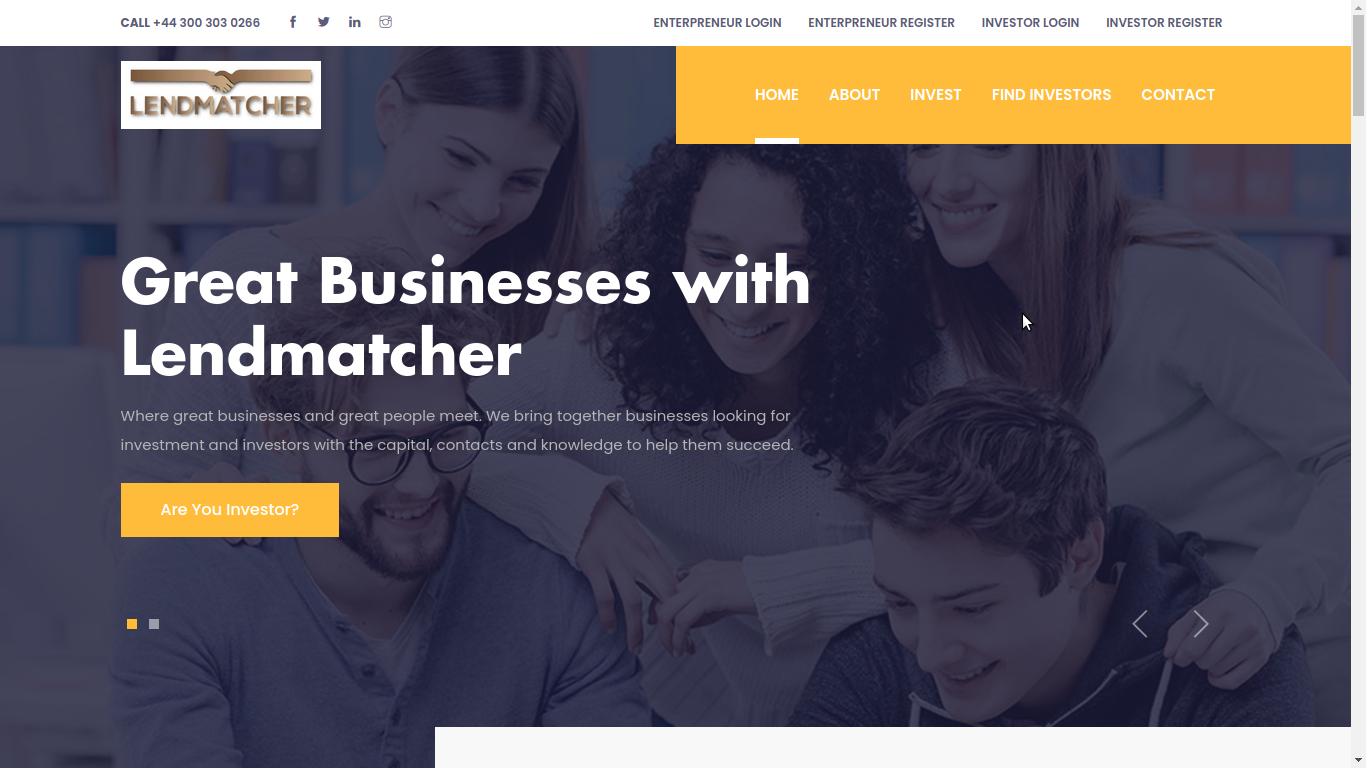 CALL +44 300 303 0266
ENTERPRENEUR LOGIN
ENTERPRENEUR REGISTER
INVESTOR LOGIN
INVESTOR REGISTER
LENDMATCHER
HOME
ABOUT
INVEST
FIND INVESTORS
CONTACT
Great Businesses with
Lendmatcher
Where great businesses and great people meet. We bring together businesses looking for
investment and investors with the capital, contacts and knowledge to help them succeed.
Are You Investor?